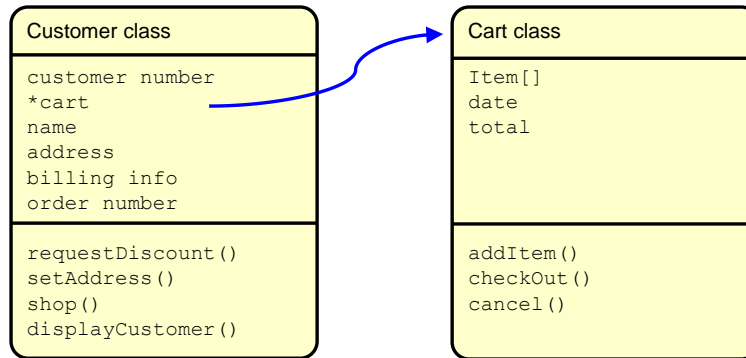 Customer class
customer number
*cart
name
address
billing info
order number
requestDiscount()
setAddress()
shop()
displayCustomer()
Cart class
Item[]
date
total
addItem()
checkOut()
cancel()